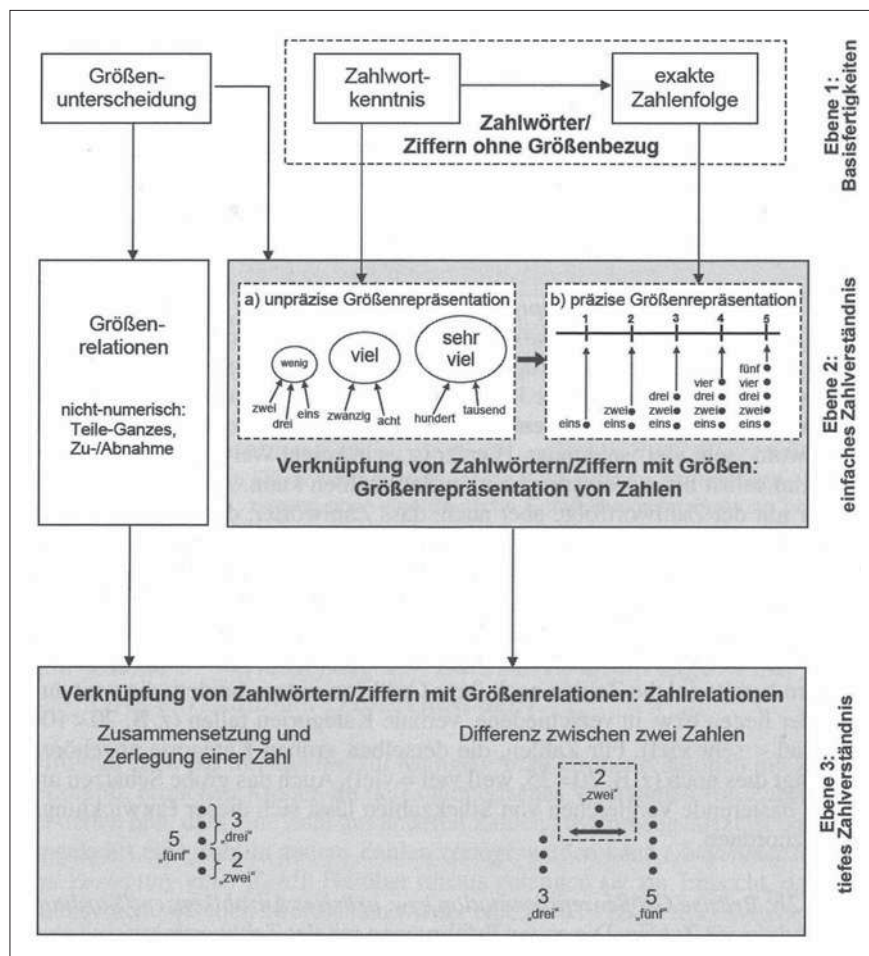 Größen-
unterscheidung
Zahlwort-
kenntnis
exakte
Zahlenfolge
Zahlwörter/
Ziffern ohne Größenbezug
Ebene 1:
Basisfertigkeiten
Größen-
relationen
nicht-numerisch:
Teile-Ganzes,
Zu-/Abnahme
a) unpräzise Größenrepräsentation
wenig
viel
sehr
viel
zwei
drei
eins
zwanzig
acht
hundert
tausend
b) präzise Größenrepräsentation
1 2 3 4 5
fünf
vier vier
drei drei drei
zwei zwei zwei zwei
eins eins eins eins eins
Verknüpfung von Zahlwörtern/Ziffern mit Größen:
Größenrepräsentation von Zahlen
Ebene 2:
einfaches Zahlverständnis
Verknüpfung von Zahlwörtern/Ziffern mit Größenrelationen: Zahlrelationen
Zusammensetzung und
Zerlegung einer Zahl
5
„fünf“
3
„drei“
2
„zwei“
Differenz zwischen zwei Zahlen
2
„zwei“
3
„drei“
5
„fünf“
Ebene 3:
tiefes Zahlverständnis